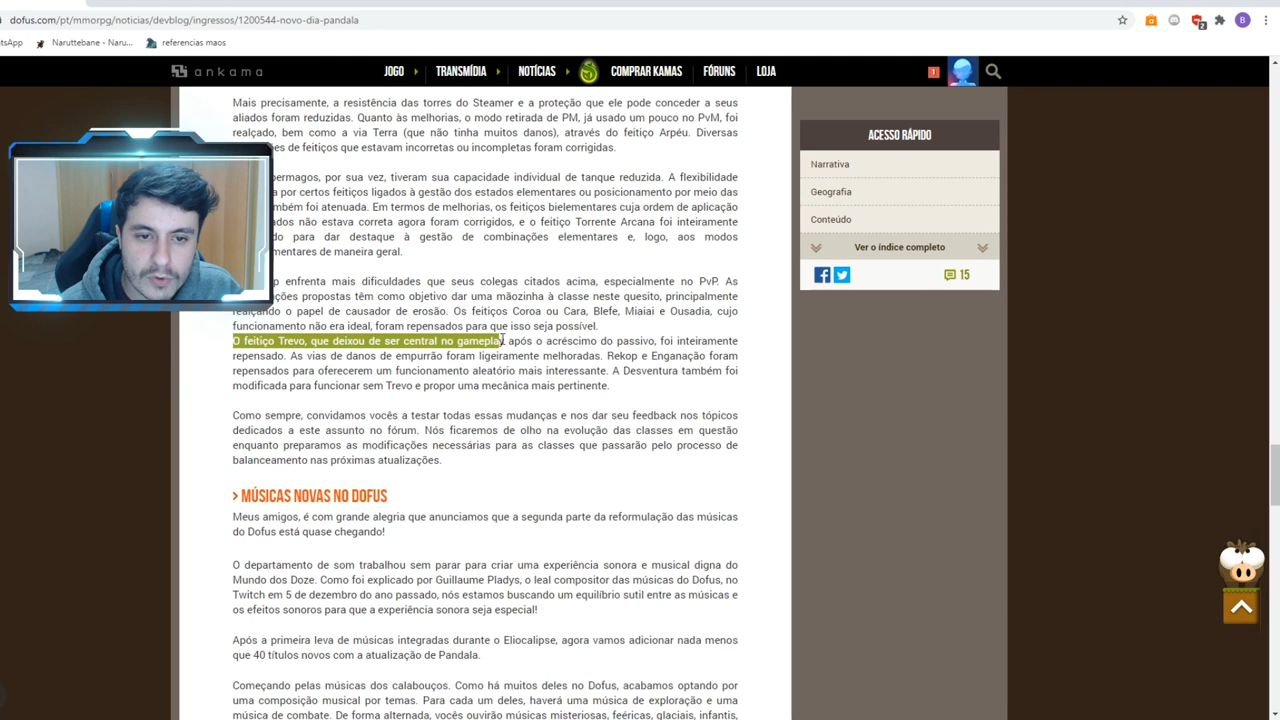 dofus.com/pt/mmorpg/noticias/devblog/ingressos/1200544-novo-dia-pandala
2
B
tsApp
Naruttebane - Naru...
referencias maos
ankama
JOGO
TRANSMÍDIA
NOTÍCIAS
COMPRAR KAMAS
FÓRUNS
LOJA
1
Mais precisamente, a resistência das torres do Steamer e a proteção que ele pode conceder a seus
aliados foram reduzidas. Quanto às melhorias, o modo retirada de PM, já usado um pouco no PvM, foi
realçado, bem como a via Terra (que não tinha muitos danos), através do feitiço Arpéu. Diversas
ões de feitiços que estavam incorretas ou incompletas foram corrigidas.
permagos, por sua vez, tiveram sua capacidade individual de tanque reduzida. A flexibilidade
a por certos feitiços ligados à gestão dos estados elementares ou posicionamento por meio das
ambém foi atenuada. Em termos de melhorias, os feitiços bielementares cuja ordem de aplicação
ados não estava correta agora foram corrigidos, e o feitiço Torrente Arcana foi inteiramente
do para dar destaque à gestão de combinações elementares e, logo, aos modos
ementares de maneira geral.
p enfrenta mais dificuldades que seus colegas citados acima, especialmente no PvP. As
ções propostas têm como objetivo dar uma mãozinha à classe neste quesito, principalmente
realçando o papel de causador de erosão. Os feitiços Coroa ou Cara, Blefe, Miaiai e Ousadia, cujo
funcionamento não era ideal, foram repensados para que isso seja possível.
O feitiço Trevo, que deixou de ser central no gameplay após o acréscimo do passivo, foi inteiramente
repensado. As vias de danos de empurrão foram ligeiramente melhoradas. Rekop e Enganação foram
repensados para oferecerem um funcionamento aleatório mais interessante. A Desventura também foi
modificada para funcionar sem Trevo e propor uma mecânica mais pertinente.
Como sempre, convidamos vocês a testar todas essas mudanças e nos dar seu feedback nos tópicos
dedicados a este assunto no fórum. Nós ficaremos de olho na evolução das classes em questão
enquanto preparamos as modificações necessárias para as classes que passarão pelo processo de
balanceamento nas próximas atualizações.
> MÚSICAS NOVAS NO DOFUS
Meus amigos, é com grande alegria que anunciamos que a segunda parte da reformulação das músicas
do Dofus está quase chegando!
O departamento de som trabalhou sem parar para criar uma experiência sonora e musical digna do
Mundo dos Doze. Como foi explicado por Guillaume Pladys, o leal compositor das músicas do Dofus, no
Twitch em 5 de dezembro do ano passado, nós estamos buscando um equilíbrio sutil entre as músicas e
os efeitos sonoros para que a experiência sonora seja especial!
Após a primeira leva de músicas integradas durante o Eliocalipse, agora vamos adicionar nada menos
que 40 títulos novos com a atualização de Pandala.
Começando pelas músicas dos calabouços. Como há muitos deles no Dofus, acabamos optando por
uma composição musical por temas. Para cada um deles, haverá uma música de exploração e uma
música de combate. De forma alternada, vocês ouvirão músicas misteriosas, feéricas, glaciais, infantis,
ACESSO RÁPIDO
Narrativa
Geografia
Conteúdo
Ver o índice completo
15